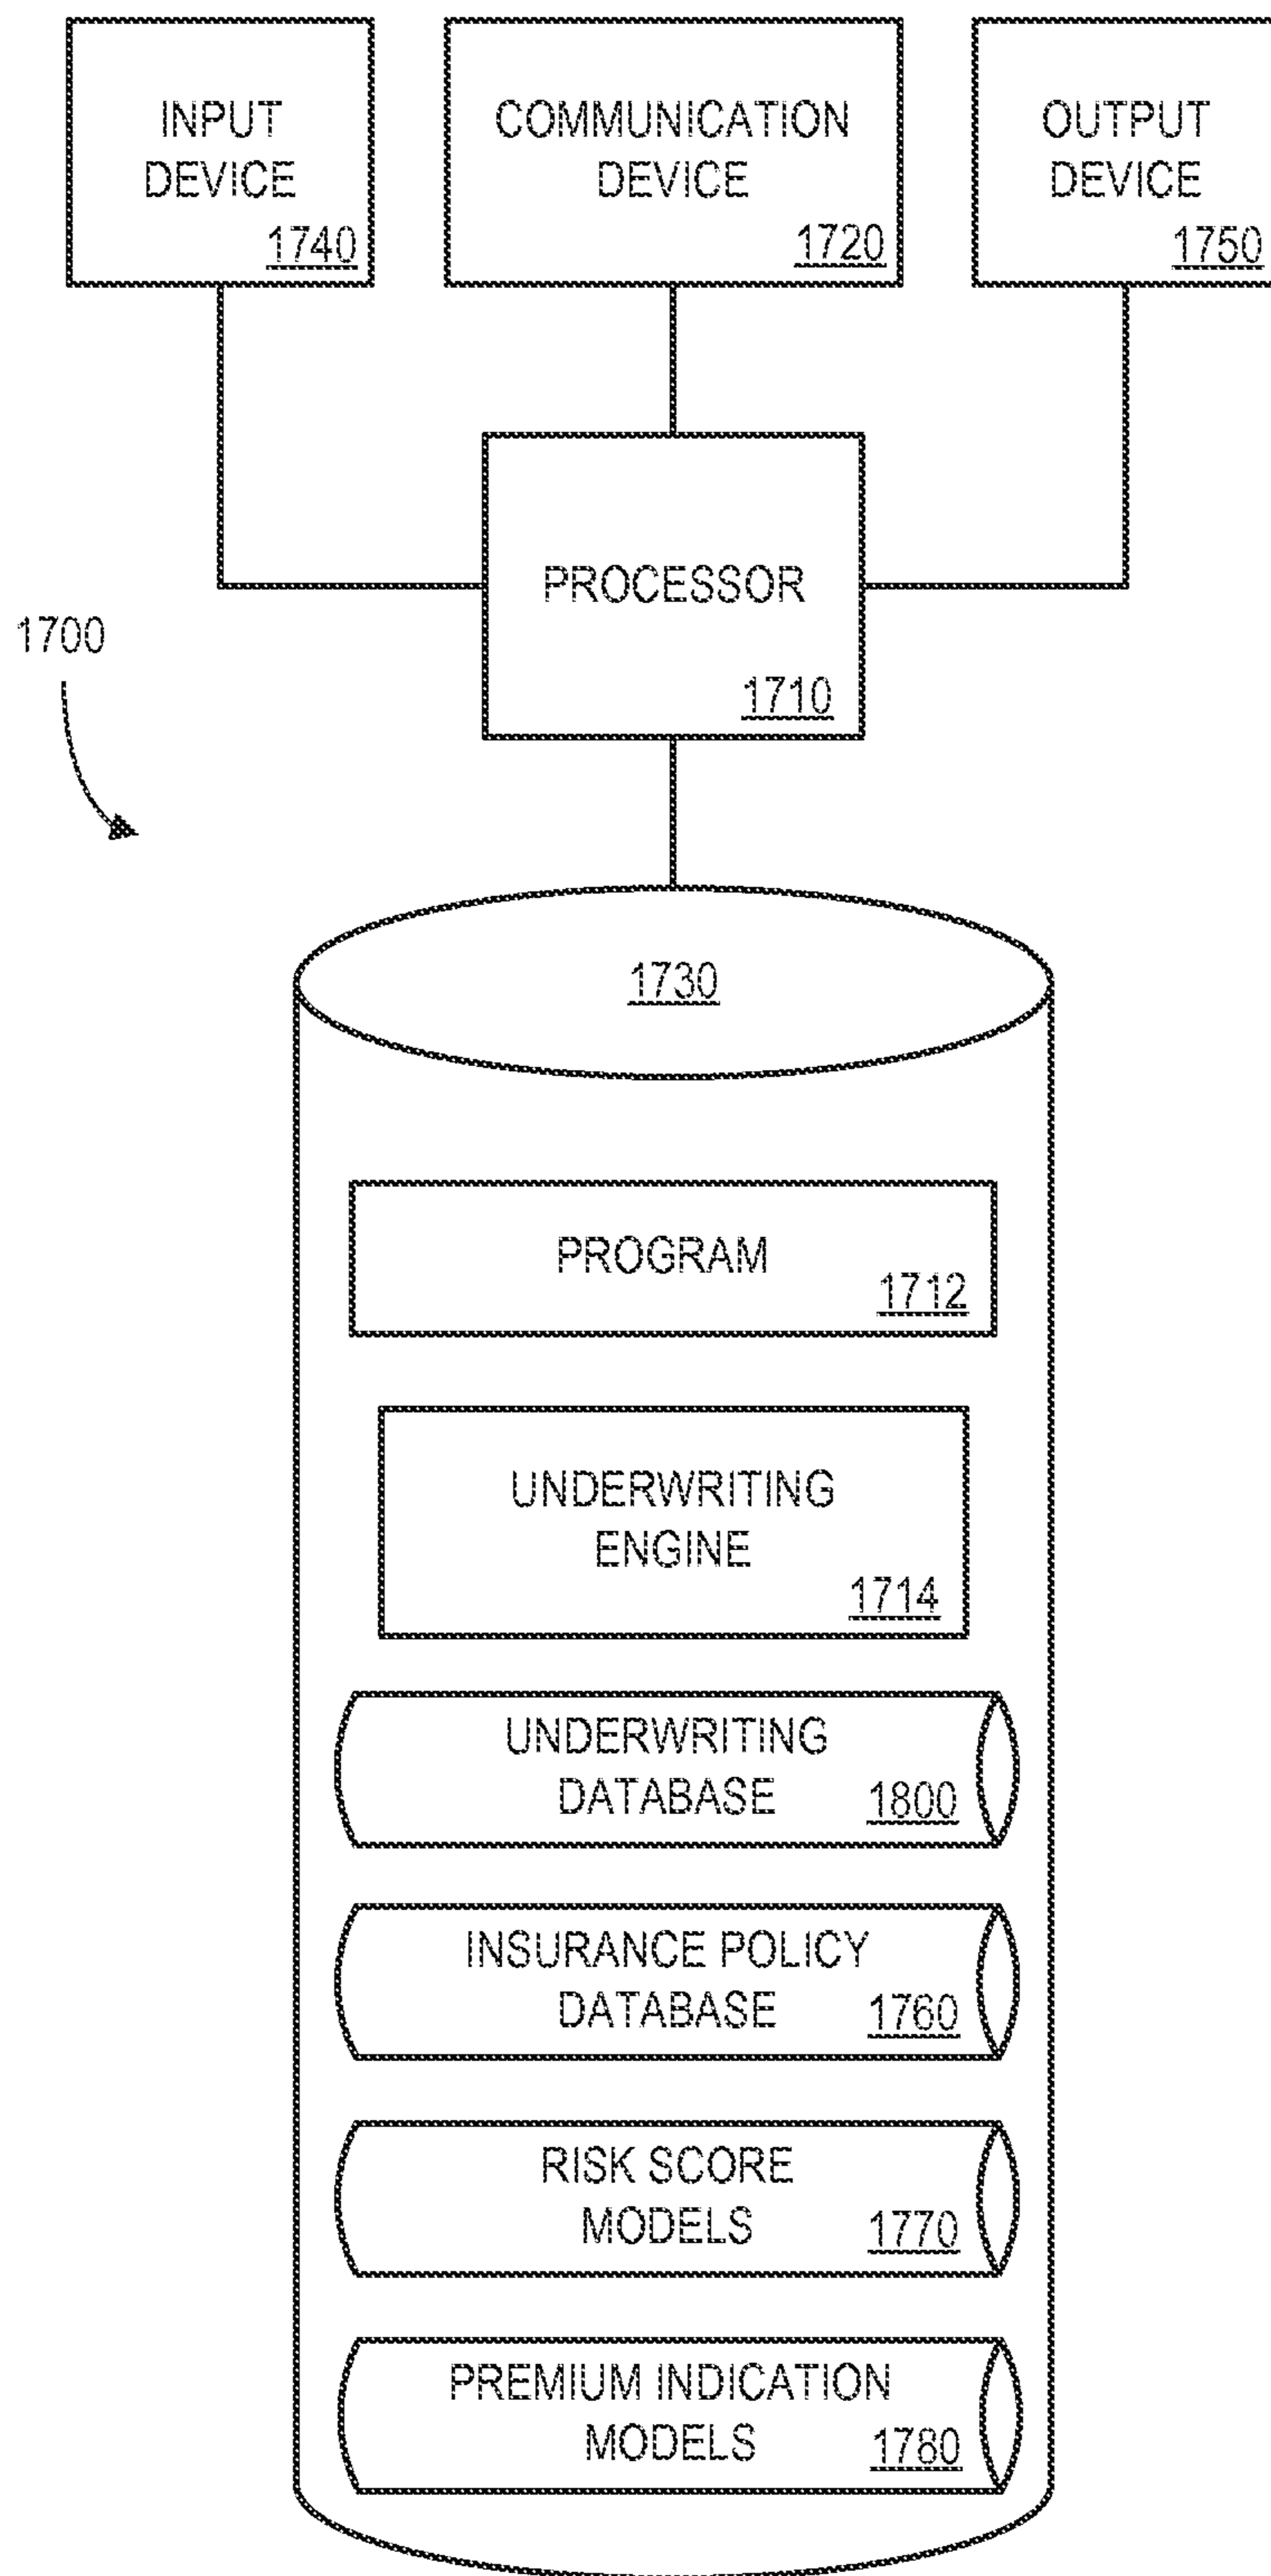 INPUT
DEVICE
1740
COMMUNICATION
DEVICE
1720
OUTPUT
DEVICE
1750
PROCESSOR
1710
1700
1730
PROGRAM
1712
UNDERWRITING
ENGINE
1714
UNDERWRITING
DATABASE 1800
INSURANCE POLICY
DATABASE 1760
RISK SCORE
MODELS 1770
PREMIUM INDICATION
MODELS 1780